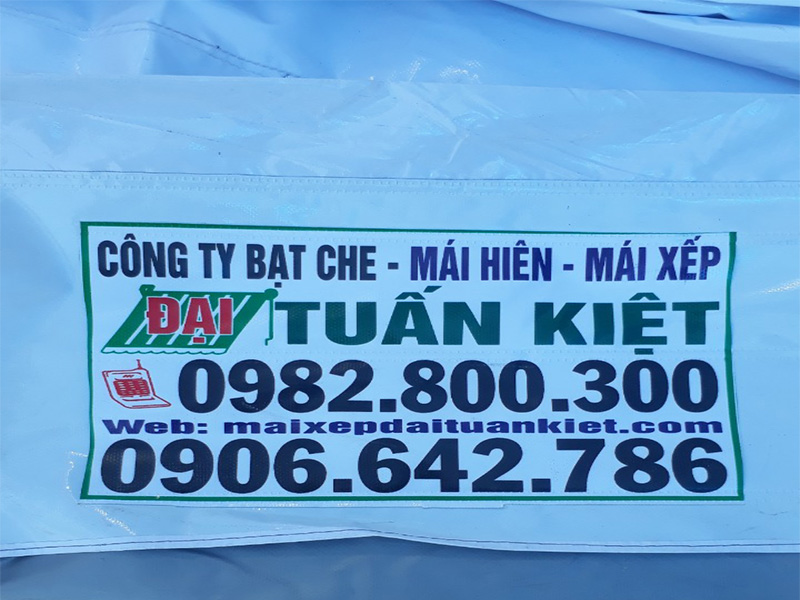 CÔNG TY BẠT CHE - MÁI HIÊN - MÁI XẾP
ĐẠI TUẤN KIỆT
0982.800.300
Web: maixepdaituankiet.com
0906.642.786